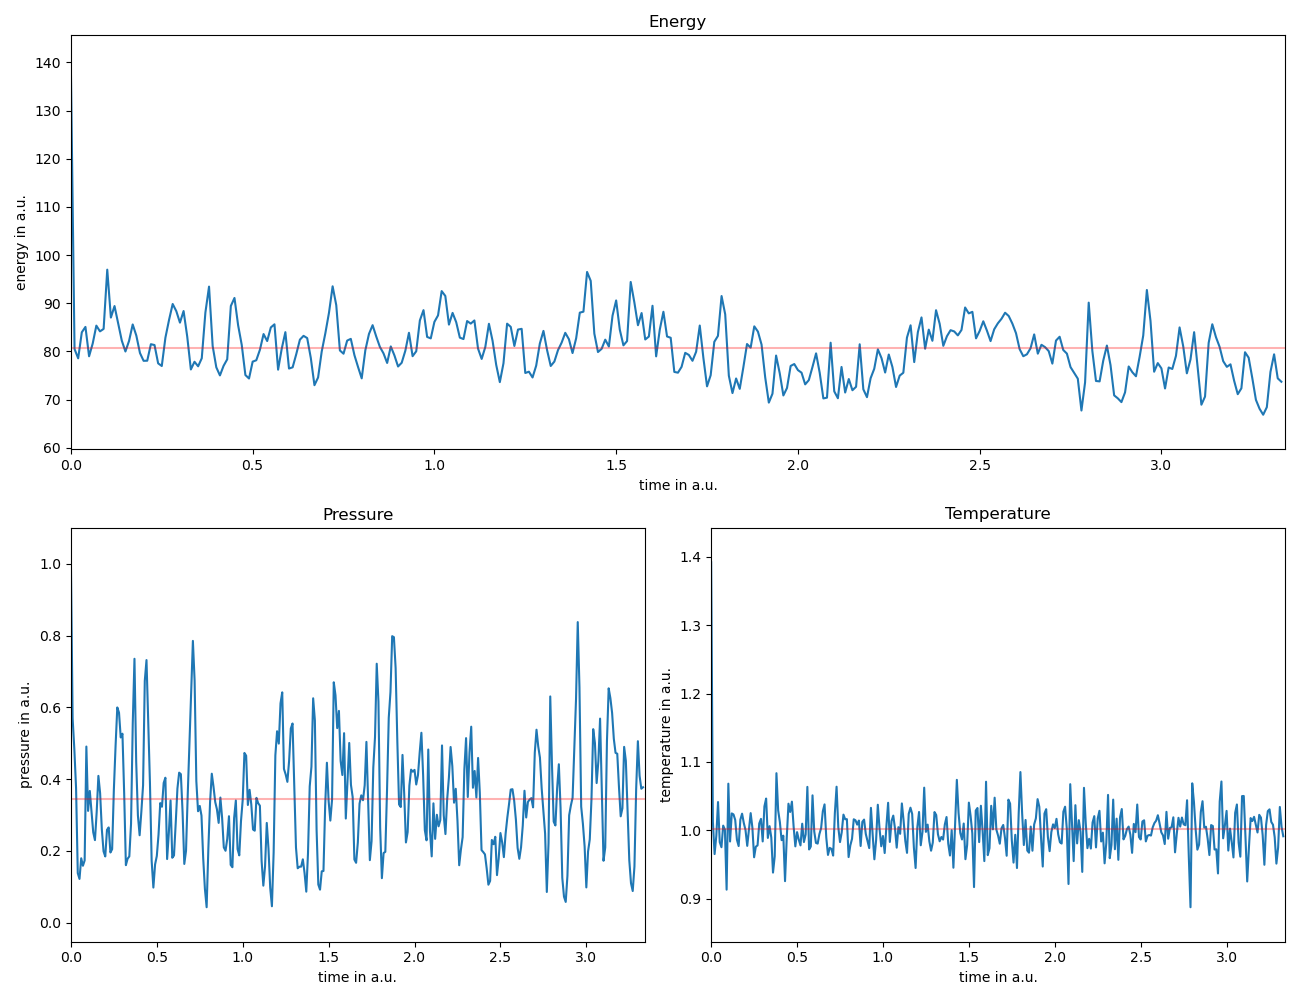 Energy
140
130
120
110
100
90
80
70
60
energy in a.u.
0.0 0.5 1.0 1.5 2.0 2.5 3.0
time in a.u.
Pressure
1.0
0.8
0.6
0.4
0.2
0.0
pressure in a.u.
0.0 0.5 1.0 1.5 2.0 2.5 3.0
time in a.u.
Temperature
1.4
1.3
1.2
1.1
1.0
0.9
temperature in a.u.
0.0 0.5 1.0 1.5 2.0 2.5 3.0
time in a.u.